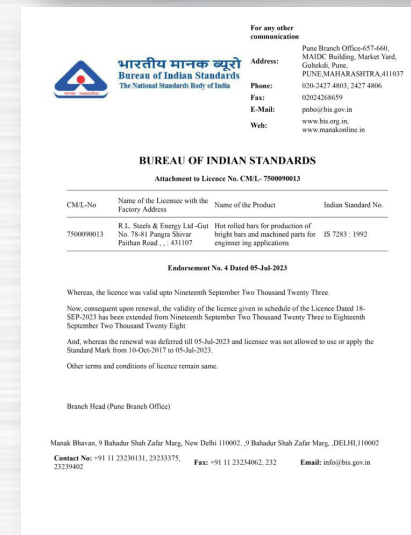 For any other
communication
भारतीय मानक ब्यूरो
Bureau of Indian Standards
The National Standards Body of India
Address:
Pune Branch Office-657-660,
MAIDC Building, Market Yard,
Gultekdi, Pune,
PUNE,MAHARASHTRA,411037
Phone: 020-2427 4803, 2427 4806
Fax: 02024268659
E-Mail: pnbo@bis.gov.in
Web: www.bis.org.in,
www.manakonline.in
BUREAU OF INDIAN STANDARDS
Attachment to Licence No. CM/L- 7500090013
CM/L-No Name of the Licensee with the Factory Address Name of the Product Indian Standard No.
7500090013 R.L. Steels & Energy Ltd -Gut No. 78-81 Pangra Shivar Paithan Road , , : 431107 Hot rolled bars for production of bright bars and machined parts for enginner ing applications IS 7283 : 1992
Endorsement No. 4 Dated 05-Jul-2023
Whereas, the licence was valid upto Nineteenth September Two Thousand Twenty Three.
Now, consequent upon renewal, the validity of the licence given in schedule of the Licence Dated 18-
SEP-2023 has been extended from Nineteenth September Two Thousand Twenty Three to Eighteenth
September Two Thousand Twenty Eight
And, whereas the renewal was deferred till 05-Jul-2023 and licensee was not allowed to use or apply the
Standard Mark from 10-Oct-2017 to 05-Jul-2023.
Other terms and conditions of licence remain same.
Branch Head (Pune Branch Office)
Manak Bhavan, 9 Bahadur Shah Zafar Marg, New Delhi 110002. ,9 Bahadur Shah Zafar Marg, ,DELHI,110002
Contact No: +91 11 23230131, 23233375,
23239402
Fax: +91 11 23234062, 232
Email: info@bis.gov.in